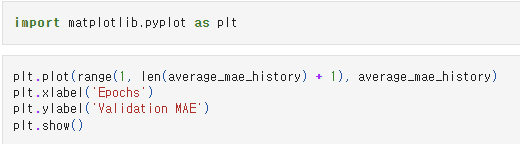 import matplotlib.pyplot as plt
plt.plot(range(1, len(average_mae_history) + 1), average_mae_history)
plt.xlabel('Epochs')
plt.ylabel('Validation MAE')
plt.show()